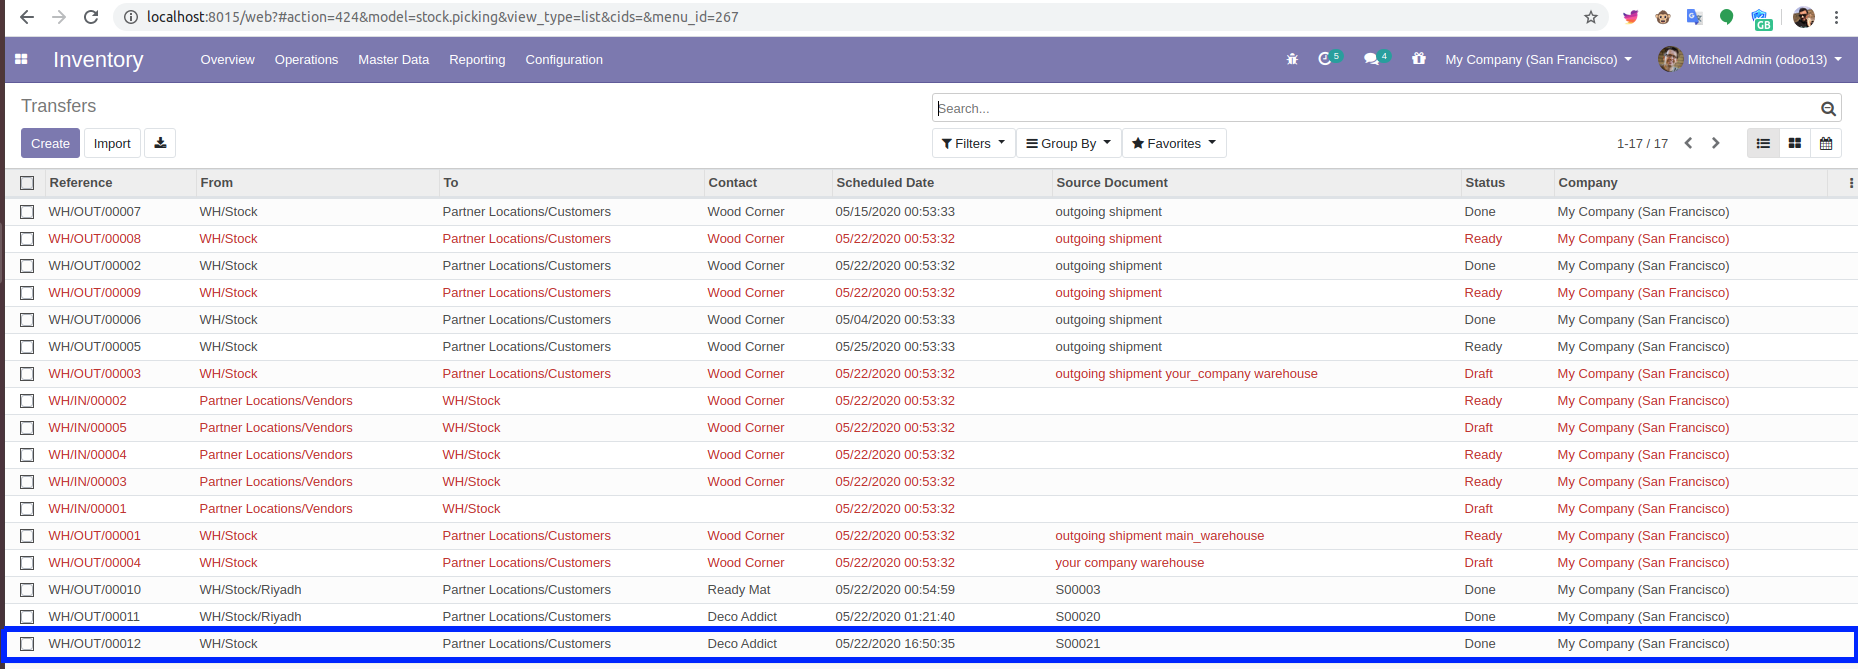 localhost:8015/web?#action=424&model=stock.picking&view_type=list&cids=&menu_id=267
GB
Inventory Overview Operations Master Data Reporting Configuration 5 4 My Company (San Francisco) Mitchell Admin (odoo13)
Transfers Search...
Create Import Filters Group By Favorites 1-17 / 17
Reference From To Contact Scheduled Date Source Document Status Company
WH/OUT/00007 WH/Stock Partner Locations/Customers Wood Corner 05/15/2020 00:53:33 outgoing shipment Done My Company (San Francisco)
WH/OUT/00008 WH/Stock Partner Locations/Customers Wood Corner 05/22/2020 00:53:32 outgoing shipment Ready My Company (San Francisco)
WH/OUT/00002 WH/Stock Partner Locations/Customers Wood Corner 05/22/2020 00:53:32 outgoing shipment Done My Company (San Francisco)
WH/OUT/00009 WH/Stock Partner Locations/Customers Wood Corner 05/22/2020 00:53:32 outgoing shipment Ready My Company (San Francisco)
WH/OUT/00006 WH/Stock Partner Locations/Customers Wood Corner 05/04/2020 00:53:33 outgoing shipment Done My Company (San Francisco)
WH/OUT/00005 WH/Stock Partner Locations/Customers Wood Corner 05/25/2020 00:53:33 outgoing shipment Ready My Company (San Francisco)
WH/OUT/00003 WH/Stock Partner Locations/Customers Wood Corner 05/22/2020 00:53:32 outgoing shipment your_company warehouse Draft My Company (San Francisco)
WH/IN/00002 Partner Locations/Vendors WH/Stock Wood Corner 05/22/2020 00:53:32 Ready My Company (San Francisco)
WH/IN/00005 Partner Locations/Vendors WH/Stock Wood Corner 05/22/2020 00:53:32 Draft My Company (San Francisco)
WH/IN/00004 Partner Locations/Vendors WH/Stock Wood Corner 05/22/2020 00:53:32 Ready My Company (San Francisco)
WH/IN/00003 Partner Locations/Vendors WH/Stock Wood Corner 05/22/2020 00:53:32 Ready My Company (San Francisco)
WH/IN/00001 Partner Locations/Vendors WH/Stock 05/22/2020 00:53:32 Draft My Company (San Francisco)
WH/OUT/00001 WH/Stock Partner Locations/Customers Wood Corner 05/22/2020 00:53:32 outgoing shipment main_warehouse Ready My Company (San Francisco)
WH/OUT/00004 WH/Stock Partner Locations/Customers Wood Corner 05/22/2020 00:53:32 your company warehouse Draft My Company (San Francisco)
WH/OUT/00010 WH/Stock/Riyadh Partner Locations/Customers Ready Mat 05/22/2020 00:54:59 S00003 Done My Company (San Francisco)
WH/OUT/00011 WH/Stock/Riyadh Partner Locations/Customers Deco Addict 05/22/2020 01:21:40 S00020 Done My Company (San Francisco)
WH/OUT/00012 WH/Stock Partner Locations/Customers Deco Addict 05/22/2020 16:50:35 S00021 Done My Company (San Francisco)